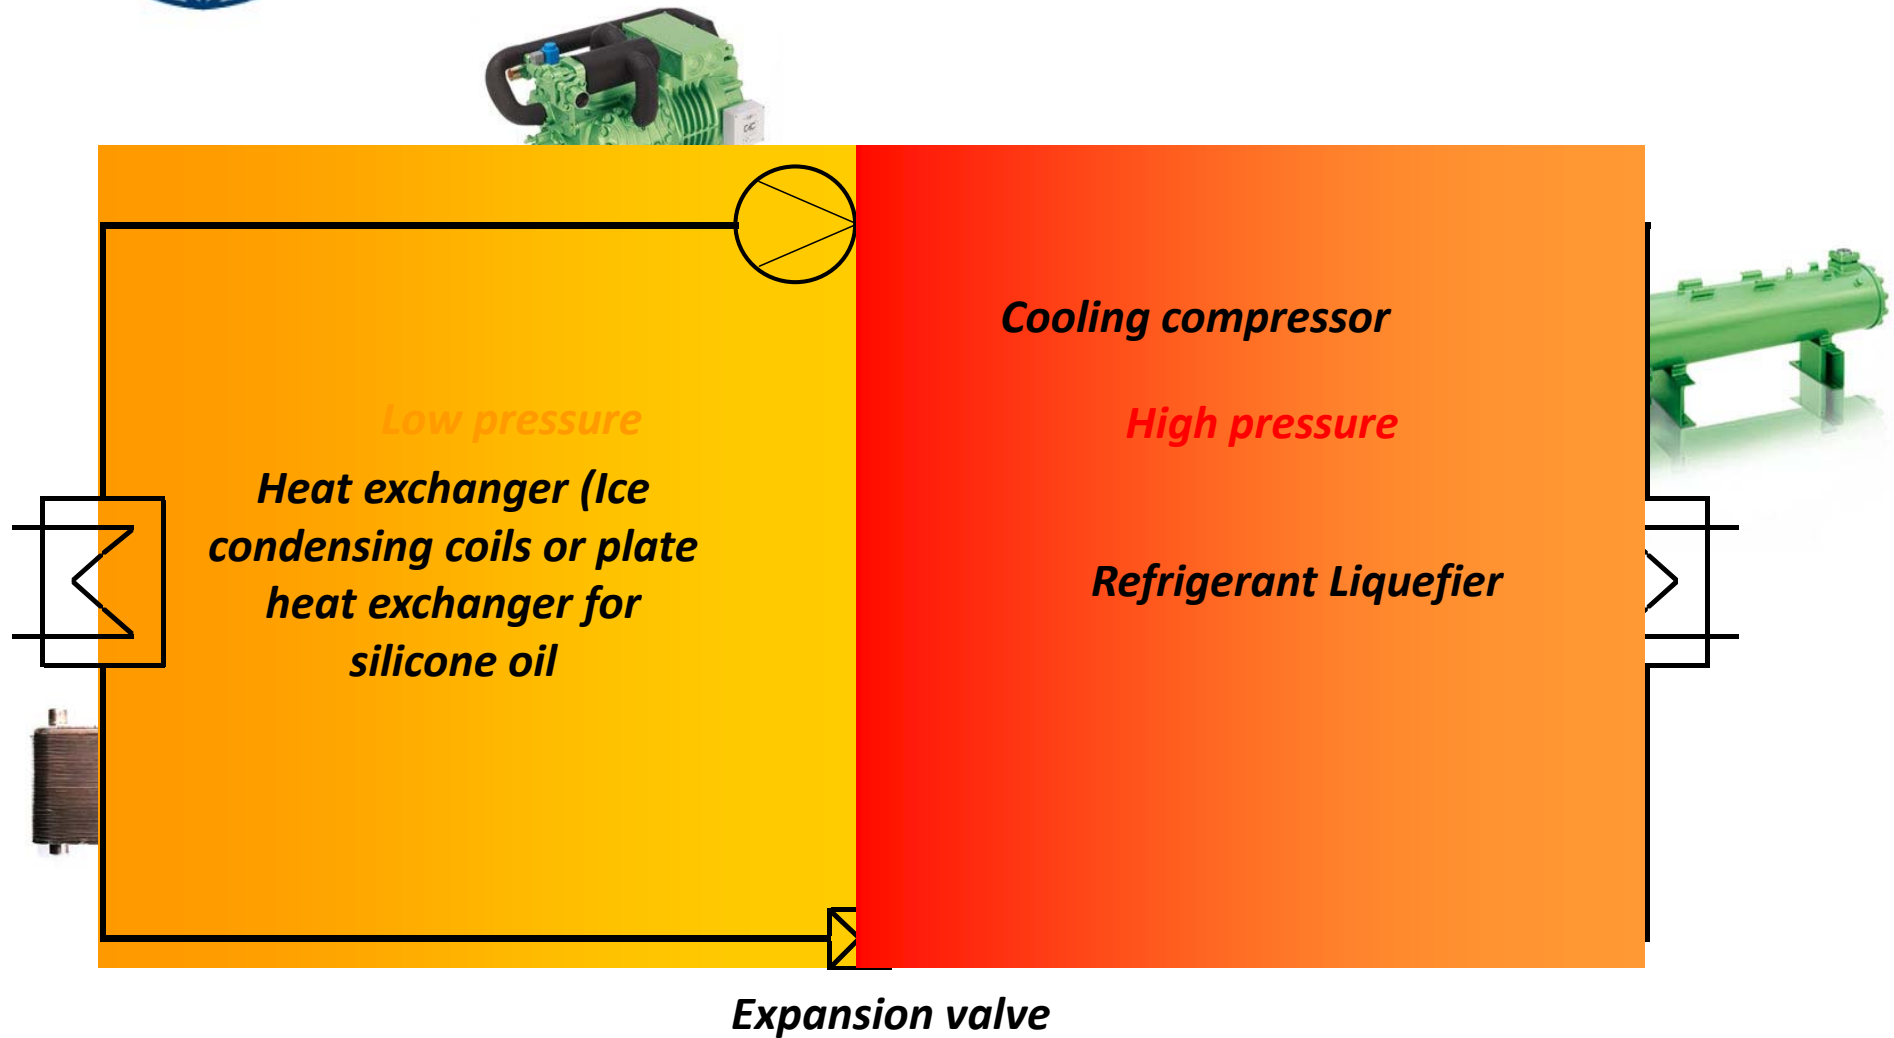 Cooling compressor
Low pressure
High pressure
Heat exchanger (Ice
condensing coils or plate
heat exchanger for
silicone oil
Refrigerant Liquefier
Expansion valve